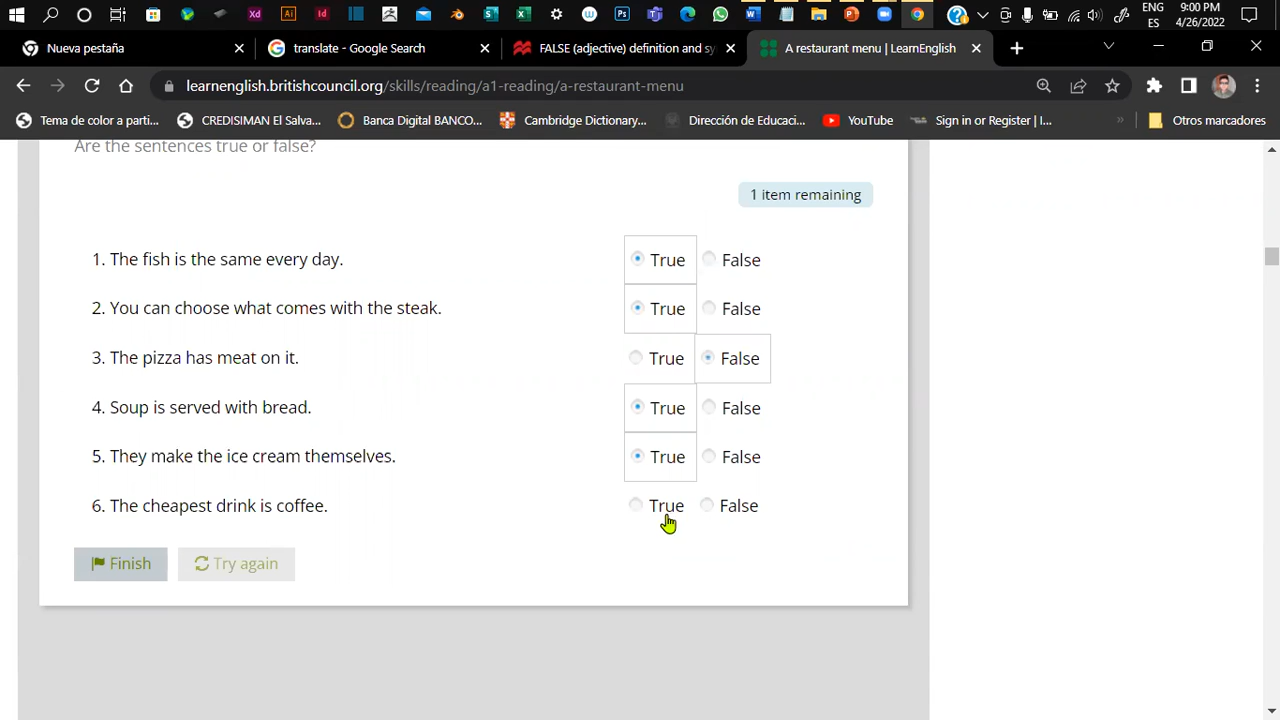 ENG
ES
9:00 PM
4/26/2022
Nueva pestaña
translate - Google Search
FALSE (adjective) definition and sy
A restaurant menu | LearnEnglish
learnenglish.britishcouncil.org/skills/reading/a1-reading/a-restaurant-menu
Tema de color a parti...
CREDISIMAN El Salva...
Banca Digital BANCO...
Cambridge Dictionary...
Dirección de Educaci...
YouTube
Sign in or Register | I...
Otros marcadores
Are the sentences true or false?
1 item remaining
1. The fish is the same every day. True False
2. You can choose what comes with the steak. True False
3. The pizza has meat on it. True False
4. Soup is served with bread. True False
5. They make the ice cream themselves. True False
6. The cheapest drink is coffee. True False
Finish Try again